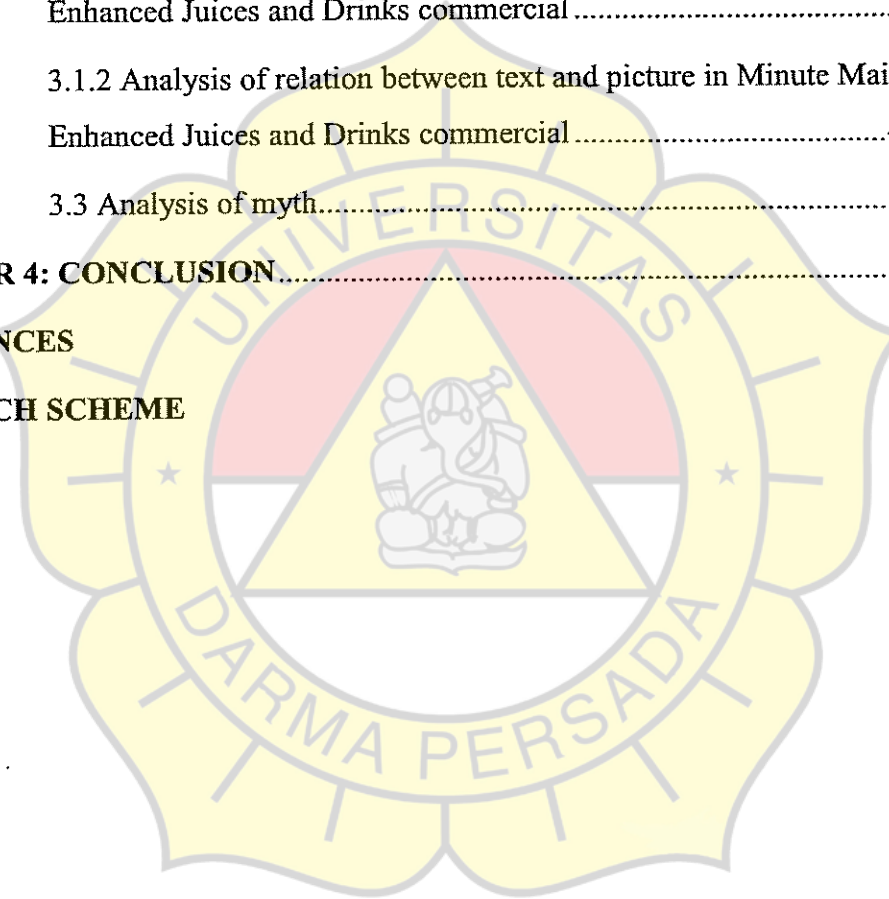 Enhanced Juices and Drinks commercial
3.1.2 Analysis of relation between text and picture in Minute Mai
Enhanced Juices and Drinks commercial
3.3 Analysis of myth
R 4: CONCLUSION
NCES
CH SCHEME
UNIVERSITAS
DARMA PERSADA